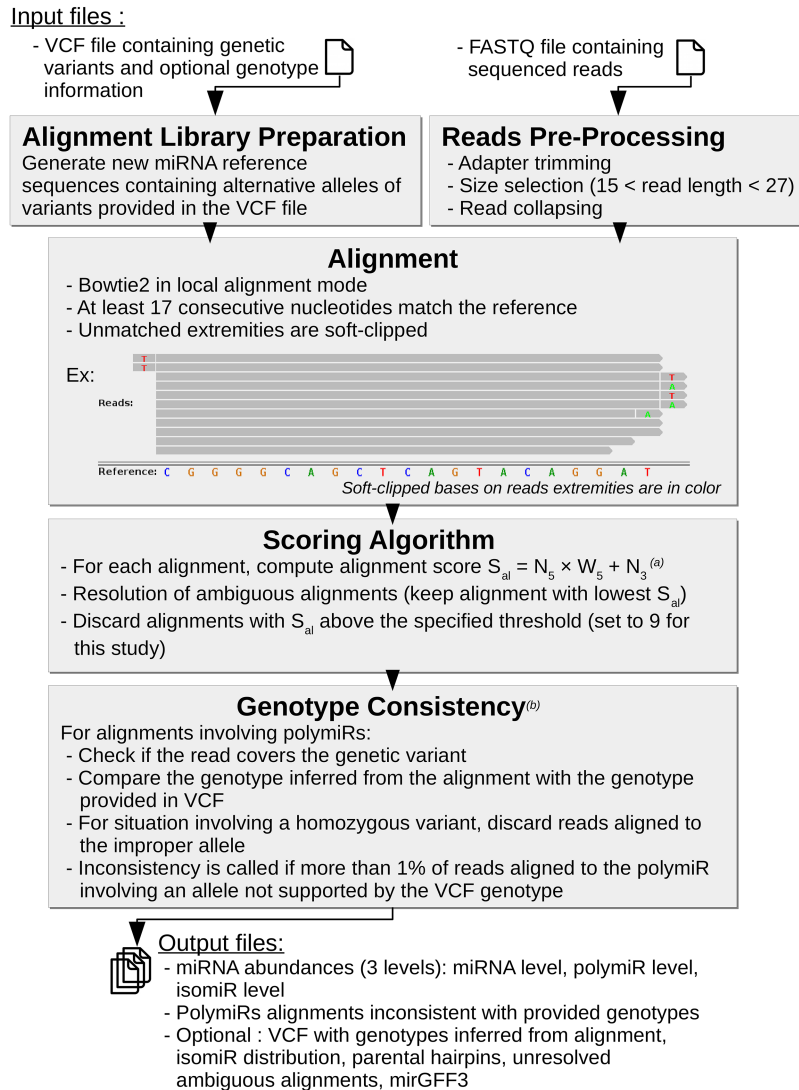 Input files :
- VCF file containing genetic
variants and optional genotype
information
- FASTQ file containing
sequenced reads
Alignment Library Preparation
Generate new miRNA reference
sequences containing alternative alleles of
variants provided in the VCF file
Reads Pre-Processing
- Adapter trimming
- Size selection (15 < read length < 27)
- Read collapsing
Alignment
- Bowtie2 in local alignment mode
- At least 17 consecutive nucleotides match the reference
- Unmatched extremities are soft-clipped
Ex:
T
T
T
A
T
A
A
Reads:
Reference: C G G G G C A G C T C A G T A C A G G A T
Soft-clipped bases on reads extremities are in color
Scoring Algorithm
- For each alignment, compute alignment score Sal = N5 × W5 + N3 (a)
- Resolution of ambiguous alignments (keep alignment with lowest Sal)
- Discard alignments with Sal above the specified threshold (set to 9 for
this study)
Genotype Consistency(b)
For alignments involving polymiRs:
- Check if the read covers the genetic variant
- Compare the genotype inferred from the alignment with the genotype
provided in VCF
- For situation involving a homozygous variant, discard reads aligned to
the improper allele
- Inconsistency is called if more than 1% of reads aligned to the polymiR
involving an allele not supported by the VCF genotype
Output files:
- miRNA abundances (3 levels): miRNA level, polymiR level,
isomiR level
- PolymiRs alignments inconsistent with provided genotypes
- Optional : VCF with genotypes inferred from alignment,
isomiR distribution, parental hairpins, unresolved
ambiguous alignments, mirGFF3